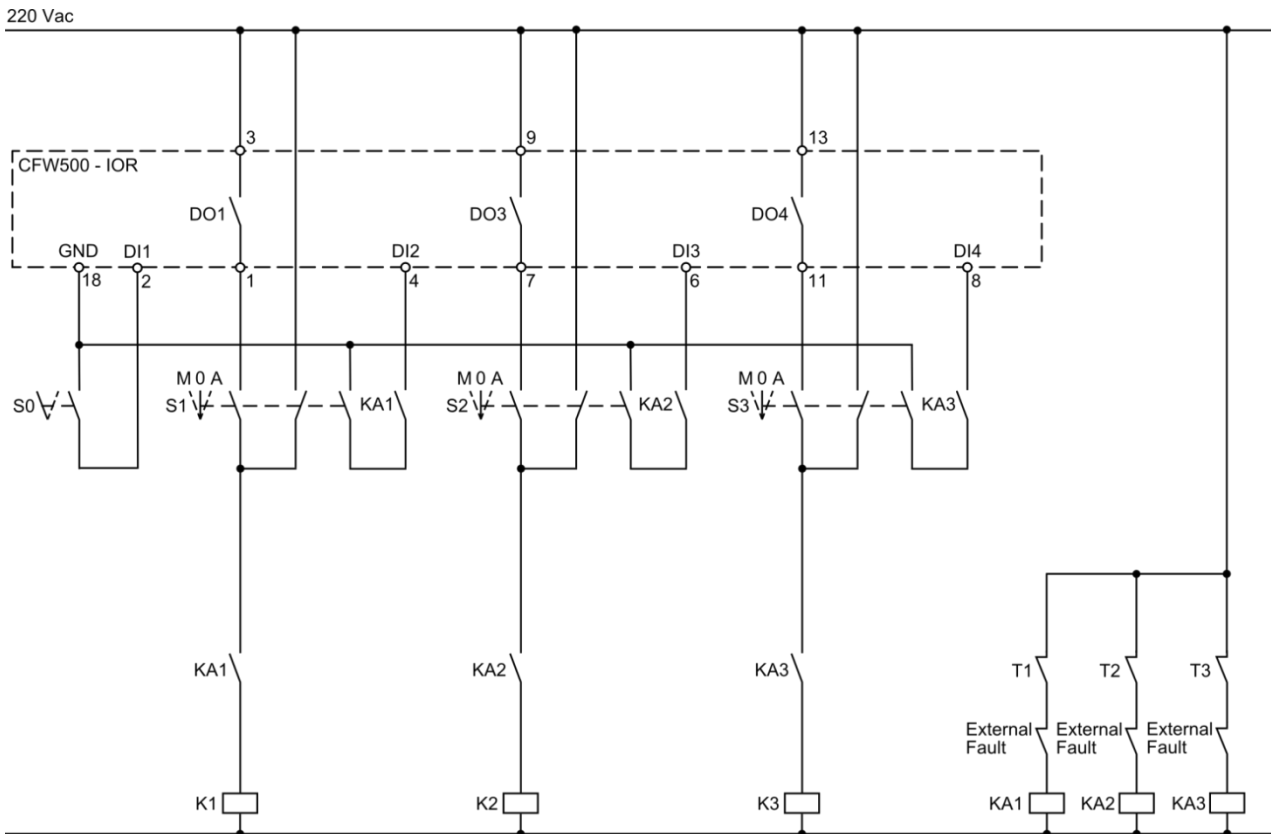 220 Vac
3
9
13
CFW500 - IOR
DO1
DO3
DO4
GND
DI1
DI2
DI3
DI4
18
2
1
4
7
6
11
8
M 0 A
M 0 A
M 0 A
S0
S1
KA1
S2
KA2
S3
KA3
KA1
KA2
KA3
T1
T2
T3
External
Fault
External
Fault
External
Fault
K1
K2
K3
KA1
KA2
KA3